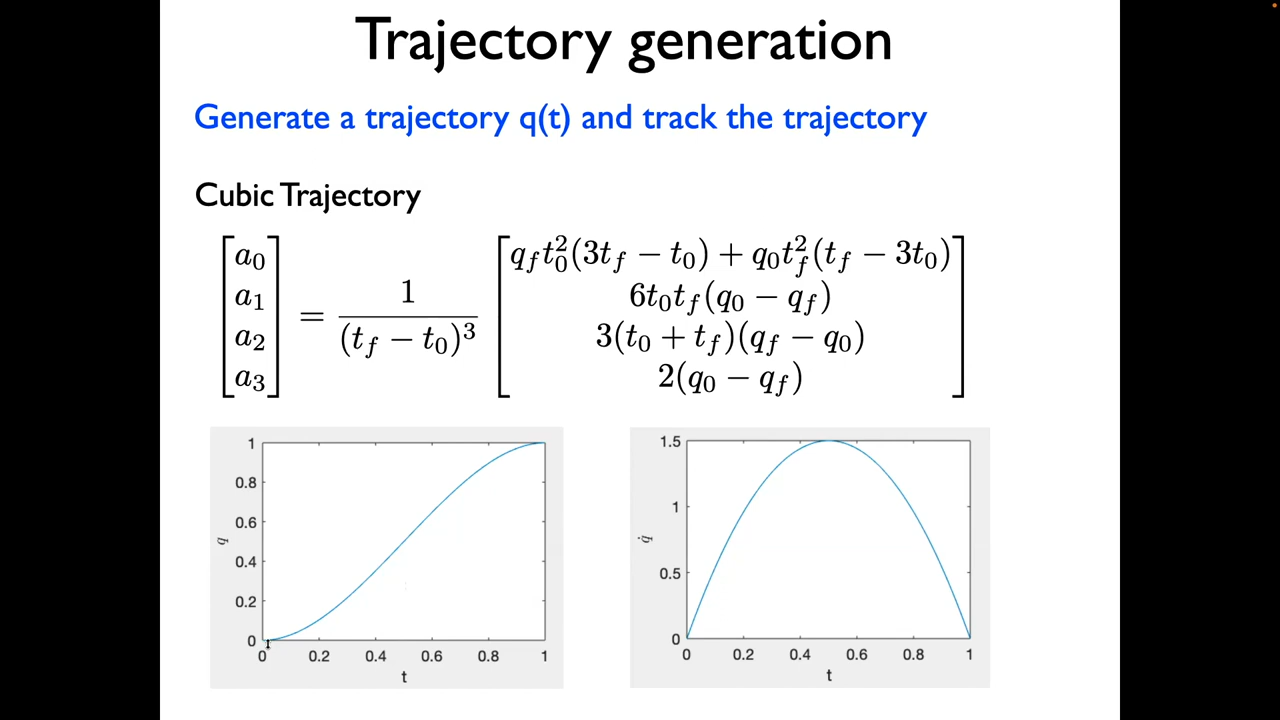 Trajectory generation
Generate a trajectory q(t) and track the trajectory
Cubic Trajectory
[a₀ a₁ a₂ a₃] = 1/(t_f − t₀)³
q_f t₀²(3t_f − t₀) + q₀t_f²(t_f − 3t₀)
6t₀t_f(q₀ − q_f)
3(t₀ + t_f)(q_f − q₀)
2(q₀ − q_f)
1
0.8
0.6
0.4
0.2
0
q
0 0.2 0.4 0.6 0.8 1
t
1.5
1
0.5
0
q̇
0 0.2 0.4 0.6 0.8 1
t